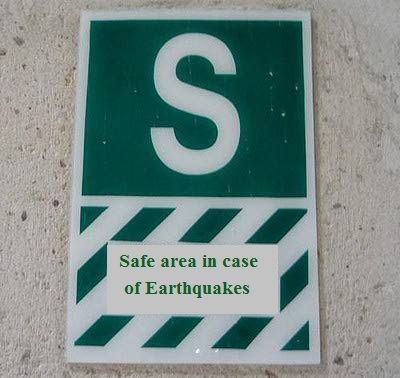 S
Safe area in case
of Earthquakes